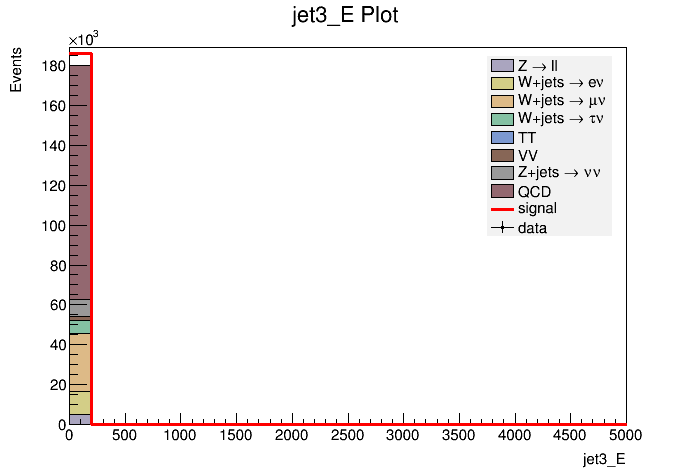 jet3_E Plot
×10³
Events
180
160
140
120
100
80
60
40
20
0
0 500 1000 1500 2000 2500 3000 3500 4000 4500 5000
jet3_E
Z → ll
W+jets → eν
W+jets → μν
W+jets → τν
TT
VV
Z+jets → νν
QCD
signal
data